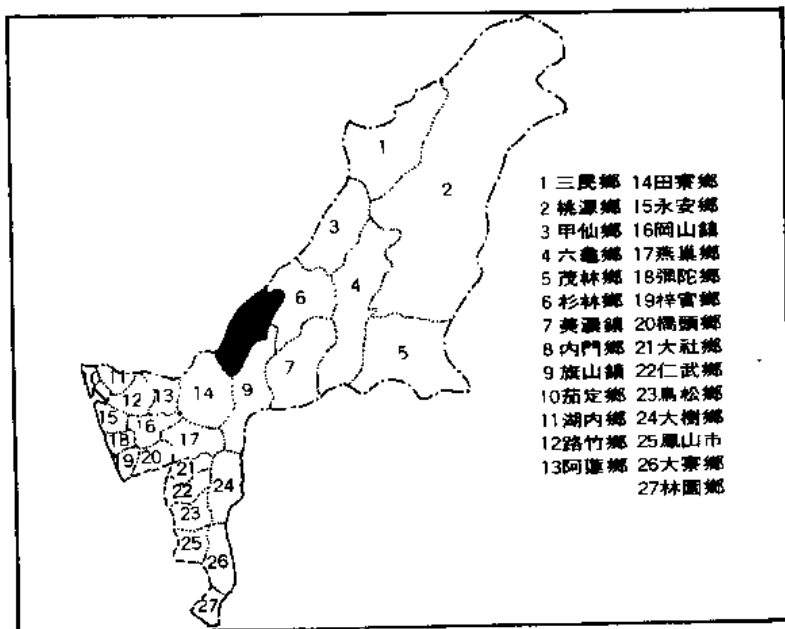 1
2
3
4
6
5
7
9
14
10
11
12
13
15
16
18
17
19
20
21
22
24
23
25
26
27
1 三民鄉 14田寮鄉
2 桃源鄉 15永安鄉
3 甲仙鄉 16岡山鎮
4 六龜鄉 17燕巢鄉
5 茂林鄉 18彌陀鄉
6 杉林鄉 19梓官鄉
7 美濃鎮 20橋頭鄉
8 內門鄉 21大社鄉
9 旗山鎮 22仁武鄉
10茄定鄉 23鳥松鄉
11湖內鄉 24大樹鄉
12路竹鄉 25鳳山市
13阿蓮鄉 26大寮鄉
27林園鄉